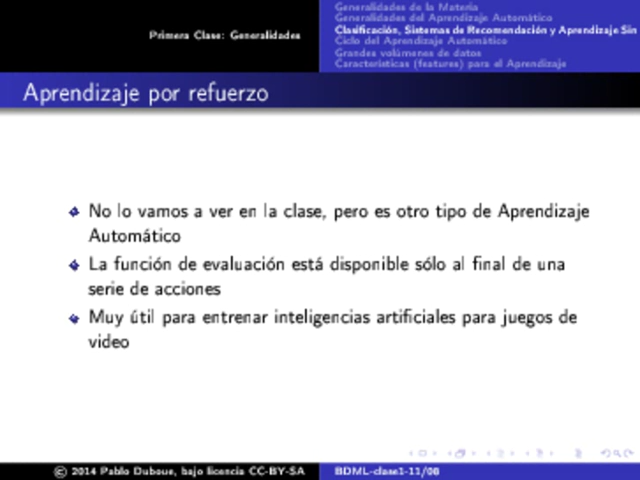 Primera Clase: Generalidades
Generalidades de la Materia
Generalidades del Aprendizaje Automático
Clasificación, Sistemas de Recomendación y Aprendizaje Sin
Ciclo del Aprendizaje Automático
Grandes volúmenes de datos
Características (features) para el Aprendizaje
Aprendizaje por refuerzo
No lo vamos a ver en la clase, pero es otro tipo de Aprendizaje
Automático
La función de evaluación está disponible sólo al final de una
serie de acciones
Muy útil para entrenar inteligencias artificiales para juegos de
video
© 2014 Pablo Duboue, bajo licencia CC-BY-SA
BDML-clase1-11/08